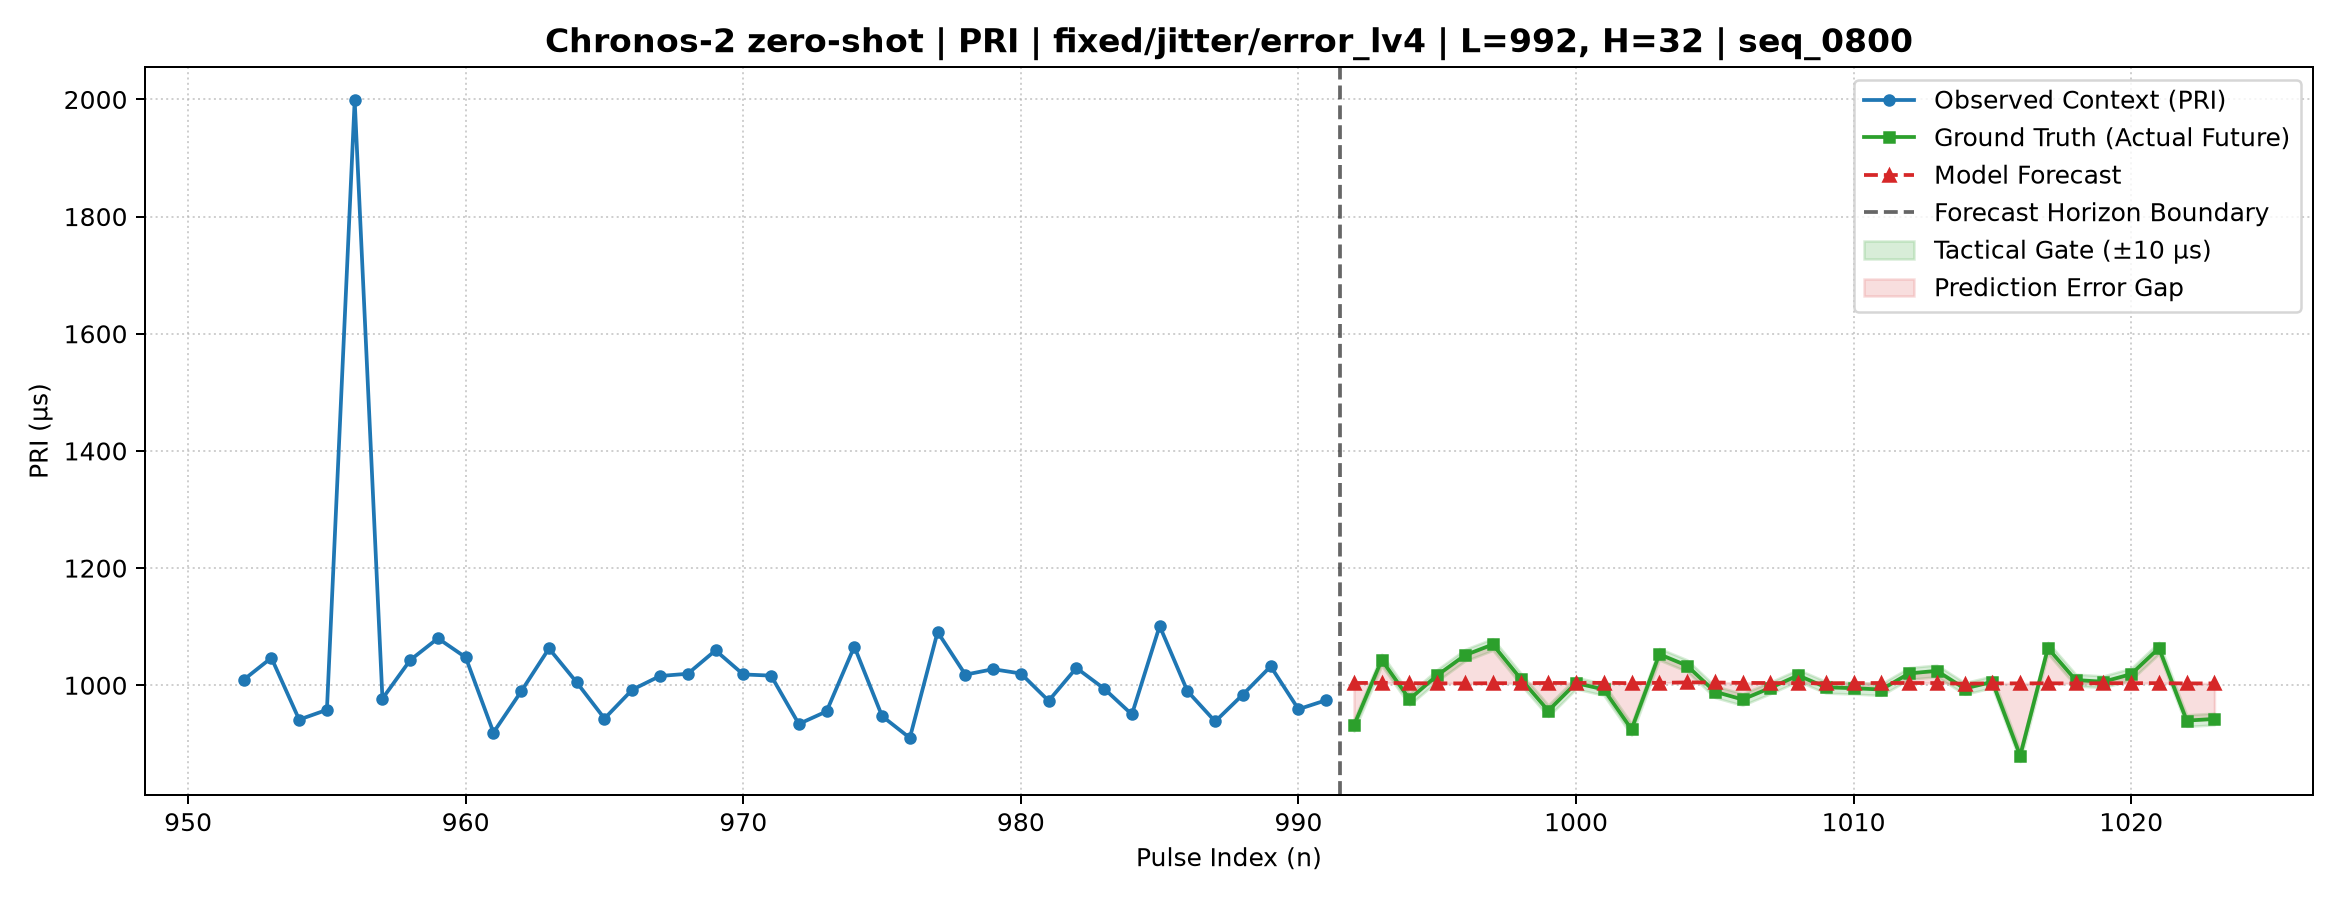 Chronos-2 zero-shot | PRI | fixed/jitter/error_lv4 | L=992, H=32 | seq_0800
PRI (µs)
2000
1800
1600
1400
1200
1000
Observed Context (PRI)
Ground Truth (Actual Future)
Model Forecast
Forecast Horizon Boundary
Tactical Gate (±10 µs)
Prediction Error Gap
950 960 970 980 990 1000 1010 1020
Pulse Index (n)